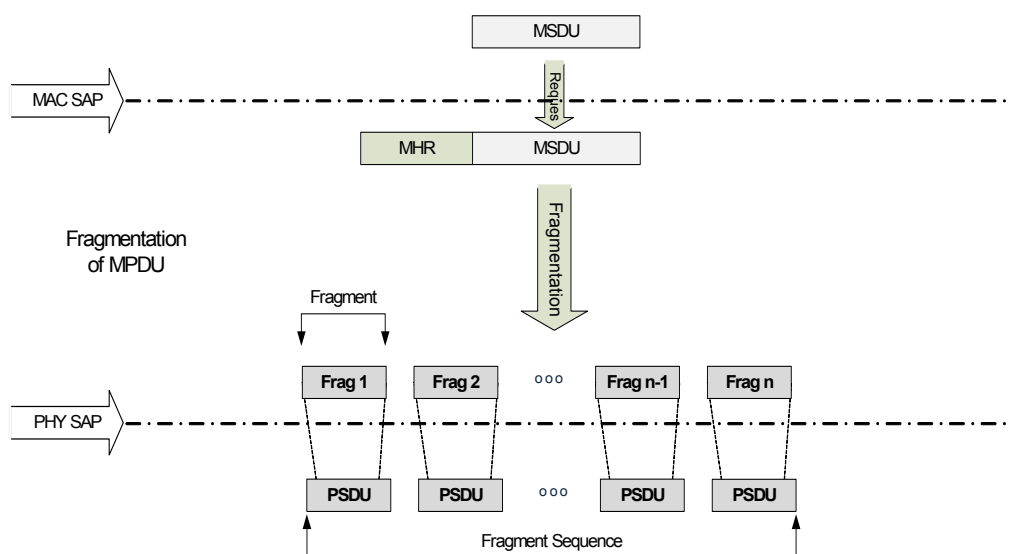 MSDU
Reques
MAC SAP
MHR MSDU
Fragmentation
Fragmentation
of MPDU
Fragment
Frag 1 Frag 2 ooo Frag n-1 Frag n
PHY SAP
PSDU PSDU ooo PSDU PSDU
Fragment Sequence